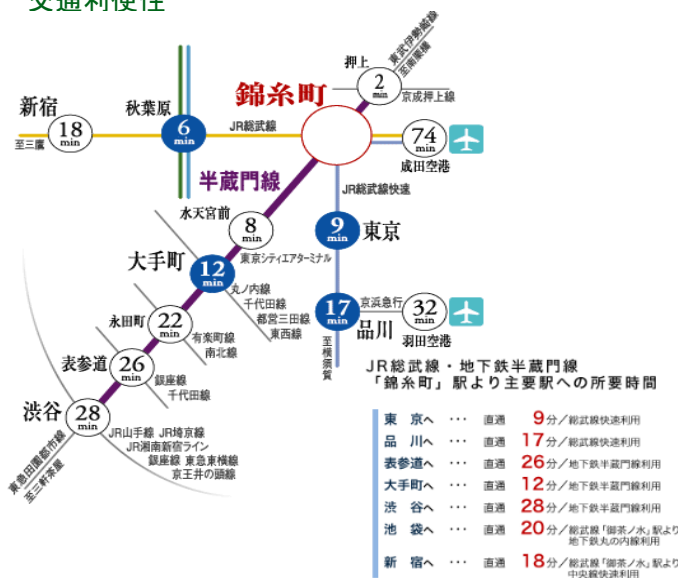 交通利便性
東武伊勢崎線
至南栗橋
押上
2
min
京成押上線
錦糸町
新宿
18
min
至三鷹
秋葉原
6
min
JR総武線
74
min
成田空港
半蔵門線
JR総武線快速
水天宮前
8
min
東京シティエアターミナル
9
min
東京
大手町
12
min
丸ノ内線
千代田線
都営三田線
東西線
17
min
品川
京浜急行
32
min
羽田空港
至横須賀
永田町
22
min
有楽町線
南北線
表参道
26
min
銀座線
千代田線
渋谷
28
min
東急田園都市線
至三軒茶屋
JR山手線 JR埼京線
JR湘南新宿ライン
銀座線 東急東横線
京王井の頭線
JR総武線・地下鉄半蔵門線
「錦糸町」駅より主要駅への所要時間
東 京へ … 直通 9分／総武線快速利用
品 川へ … 直通 17分／総武線快速利用
表参道へ … 直通 26分／地下鉄半蔵門線利用
大手町へ … 直通 12分／地下鉄半蔵門線利用
渋 谷へ … 直通 28分／地下鉄半蔵門線利用
池 袋へ … 直通 20分／総武線「御茶ノ水」駅より
地下鉄丸の内線利用
新 宿へ … 直通 18分／総武線「御茶ノ水」駅より
中央線快速利用